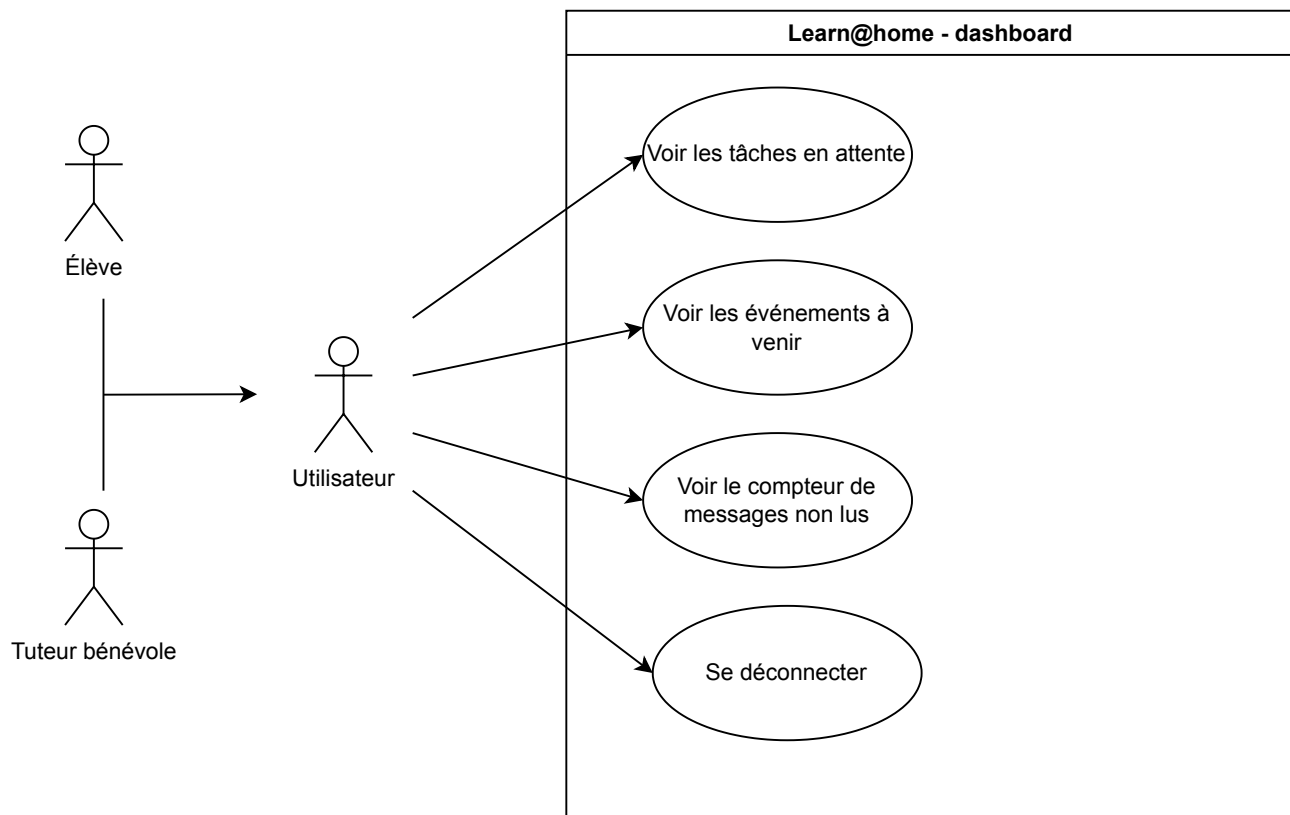 Learn@home - dashboard
Voir les tâches en attente
Élève
Voir les événements à
venir
Utilisateur
Voir le compteur de
messages non lus
Tuteur bénévole
Se déconnecter